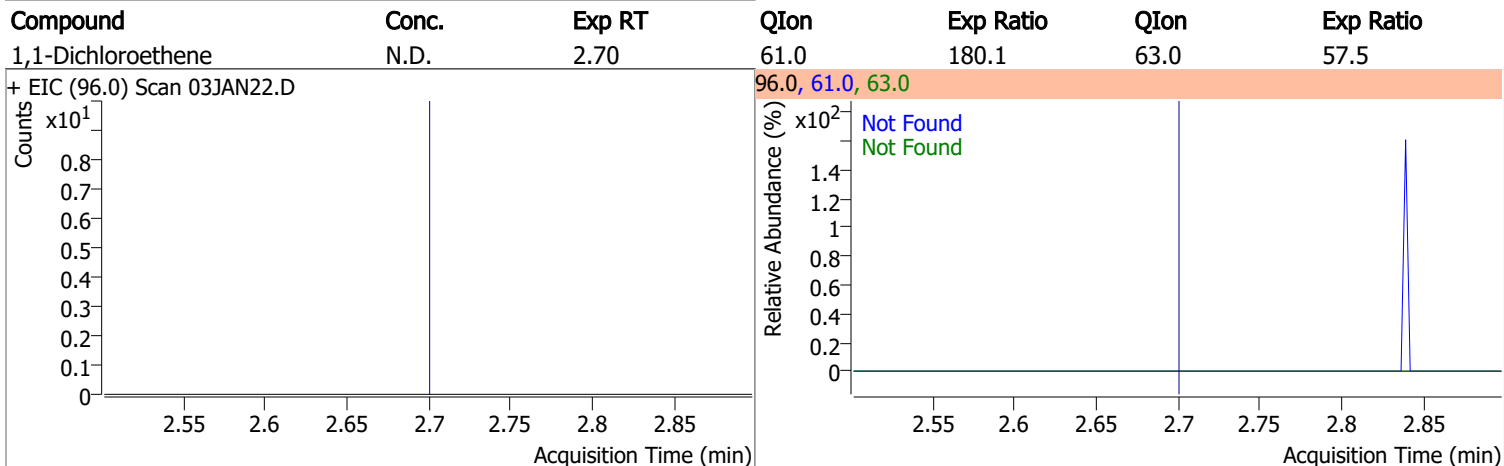 Compound Conc. Exp RT QIon Exp Ratio QIon Exp Ratio
1,1-Dichloroethene N.D. 2.70 61.0 180.1 63.0 57.5
+ EIC (96.0) Scan 03JAN22.D
Counts
x10¹
0.8
0.7
0.6
0.5
0.4
0.3
0.2
0.1
0
2.55 2.6 2.65 2.7 2.75 2.8 2.85
Acquisition Time (min)
96.0, 61.0, 63.0
Relative Abundance (%)
x10²
Not Found
Not Found
1.4
1.2
1
0.8
0.6
0.4
0.2
0
2.55 2.6 2.65 2.7 2.75 2.8 2.85
Acquisition Time (min)